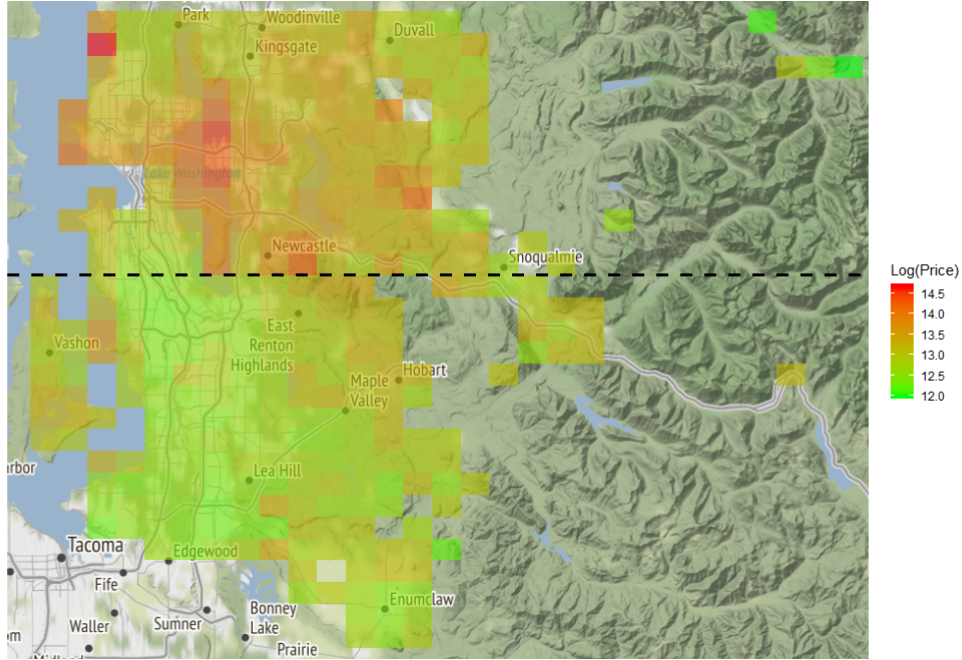 Park
Woodinville
Duvall
Kingsgate
Lake Washington
Newcastle
Snoqualmie
Log(Price)
14.5
14.0
13.5
13.0
12.5
12.0
East
Renton
Highlands
Vashon
Hobart
Maple
Valley
arbor
Lea Hill
Tacoma
Edgewood
Fife
Enumclaw
Bonney
Lake
Sumner
Waller
om
Prairie
Midland